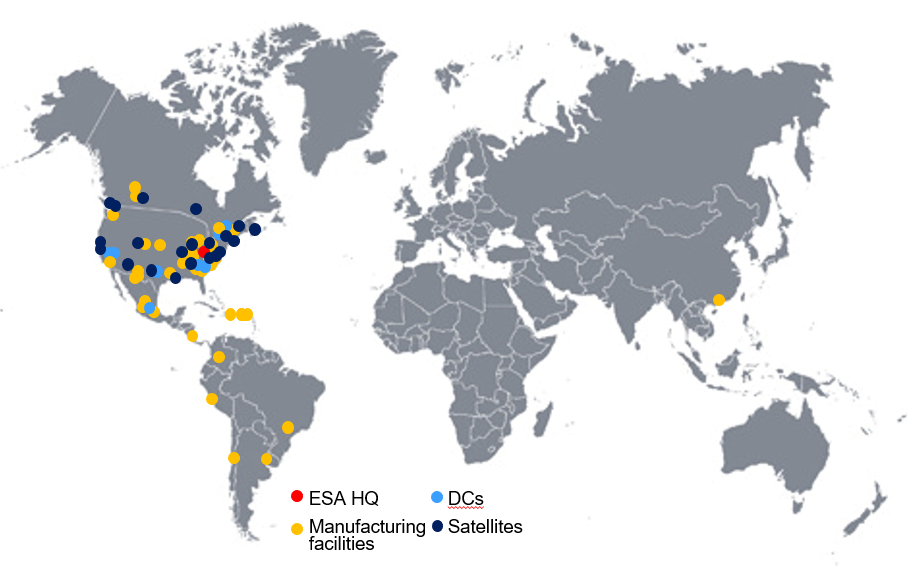 ESA HQ
DCs
Manufacturing
facilities
Satellites